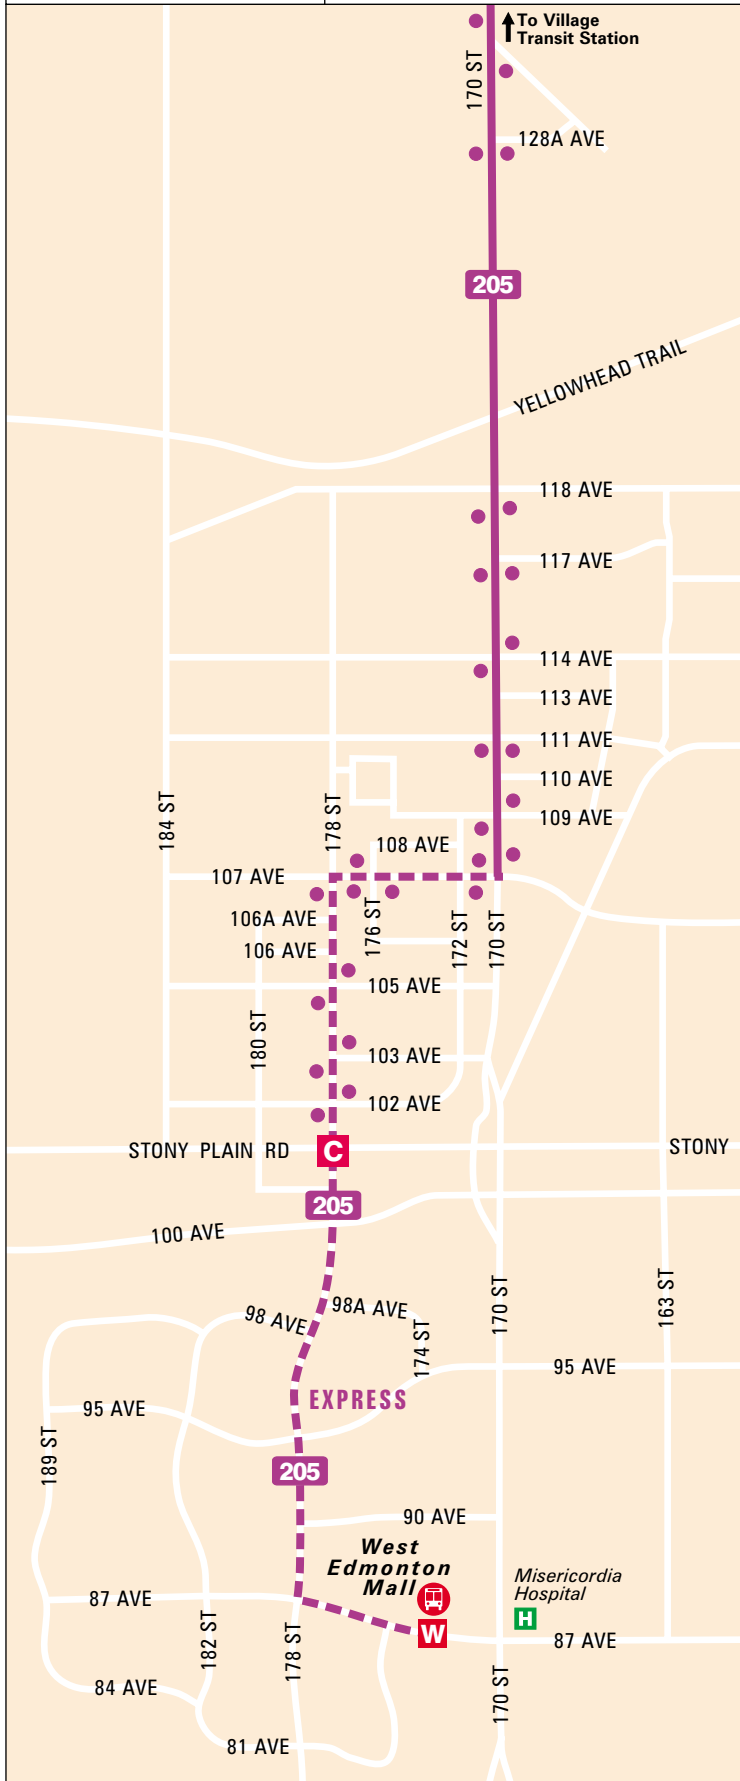 To Village
Transit Station
170 ST
128A AVE
205
YELLOWHEAD TRAIL
118 AVE
117 AVE
114 AVE
113 AVE
111 AVE
110 AVE
109 AVE
184 ST
178 ST
108 AVE
107 AVE
106A AVE
176 ST
172 ST
170 ST
106 AVE
105 AVE
180 ST
103 AVE
102 AVE
STONY PLAIN RD
C
STONY
205
100 AVE
98 AVE
98A AVE
174 ST
170 ST
163 ST
95 AVE
EXPRESS
95 AVE
189 ST
205
90 AVE
West
Edmonton
Mall
Misericordia
Hospital
H
87 AVE
W
87 AVE
182 ST
178 ST
170 ST
84 AVE
81 AVE